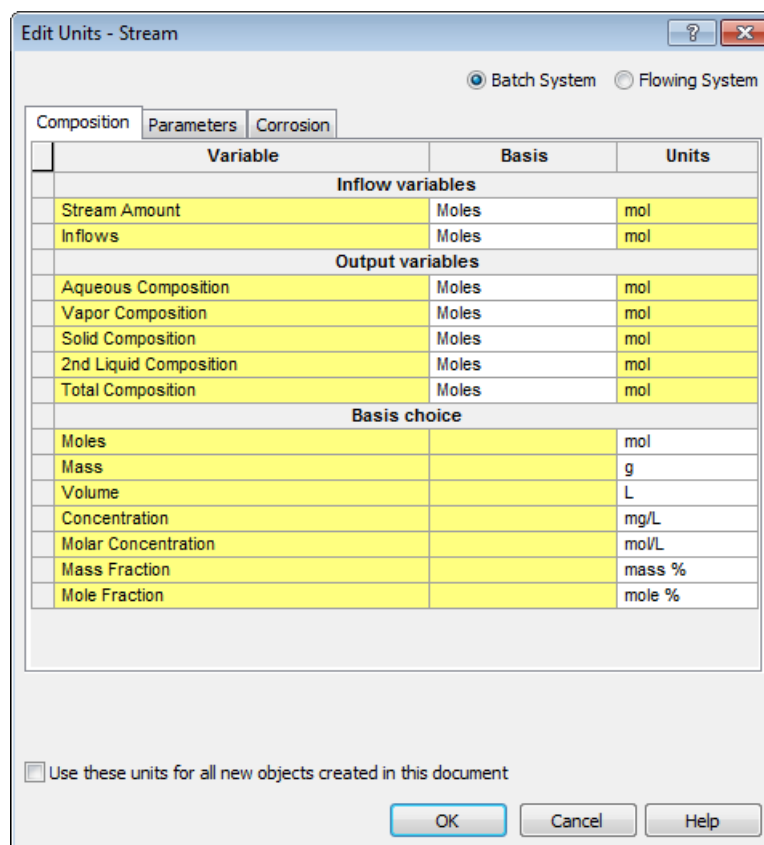 Edit Units - Stream
Batch System Flowing System
Composition Parameters Corrosion
Variable Basis Units
Inflow variables
Stream Amount Moles mol
Inflows Moles mol
Output variables
Aqueous Composition Moles mol
Vapor Composition Moles mol
Solid Composition Moles mol
2nd Liquid Composition Moles mol
Total Composition Moles mol
Basis choice
Moles mol
Mass g
Volume L
Concentration mg/L
Molar Concentration mol/L
Mass Fraction mass %
Mole Fraction mole %
Use these units for all new objects created in this document
OK Cancel Help